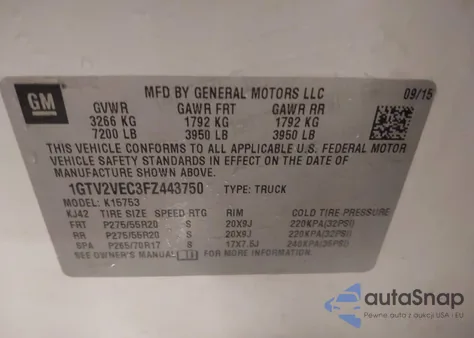 GM
MFD BY GENERAL MOTORS LLC
09/15
GVWR GAWR FRT GAWR RR
3266 KG 1792 KG 1792 KG
7200 LB 3950 LB 3950 LB
THIS VEHICLE CONFORMS TO ALL APPLICABLE U.S. FEDERAL MOTOR
VEHICLE SAFETY STANDARDS IN EFFECT ON THE DATE OF
MANUFACTURE SHOWN ABOVE.
1GTV2VEC3FZ443750 TYPE: TRUCK
MODEL: K15753
KJ42 TIRE SIZE SPEED RTG RIM COLD TIRE PRESSURE
FRT P275/55R20 S 20X9J 220KPA(32PSI)
RR P275/55R20 S 20X9J 220KPA(32PSI)
SPA P265/70R17 S 17X7.5J 240KPA(35PSI)
SEE OWNER'S MANUAL FOR MORE INFORMATION.
autaSnap
Pewne auta z aukcji USA - EU